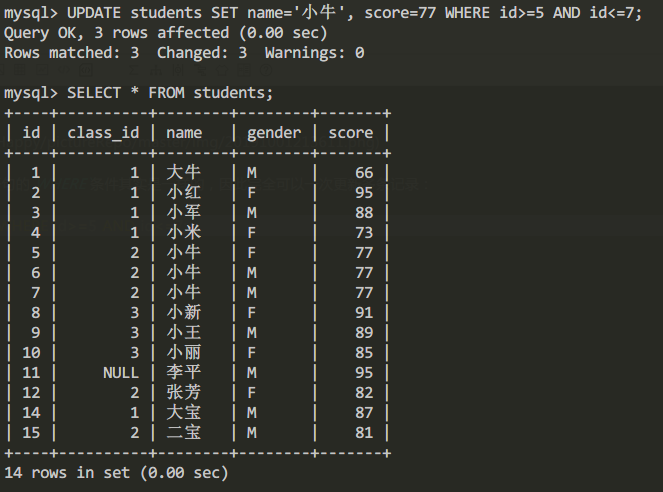 mysql> UPDATE students SET name='小牛', score=77 WHERE id>=5 AND id<=7;
Query OK, 3 rows affected (0.00 sec)
Rows matched: 3  Changed: 3  Warnings: 0

mysql> SELECT * FROM students;
+----+----------+--------+--------+-------+
| id | class_id | name   | gender | score |
+----+----------+--------+--------+-------+
|  1 |        1 | 大牛   | M      |    66 |
|  2 |        1 | 小红   | F      |    95 |
|  3 |        1 | 小军   | M      |    88 |
|  4 |        1 | 小米   | F      |    73 |
|  5 |        2 | 小牛   | F      |    77 |
|  6 |        2 | 小牛   | M      |    77 |
|  7 |        2 | 小牛   | M      |    77 |
|  8 |        3 | 小新   | F      |    91 |
|  9 |        3 | 小王   | M      |    89 |
| 10 |        3 | 小丽   | F      |    85 |
| 11 |     NULL | 李平   | M      |    95 |
| 12 |        2 | 张芳   | F      |    82 |
| 14 |        1 | 大宝   | M      |    87 |
| 15 |        2 | 二宝   | M      |    81 |
+----+----------+--------+--------+-------+
14 rows in set (0.00 sec)